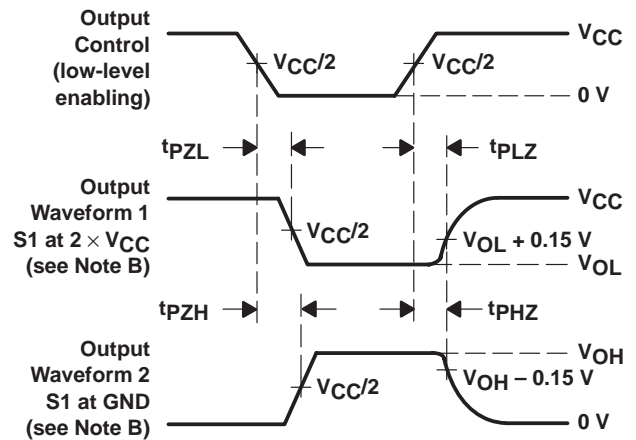 Output
Control
(low-level
enabling)
VCC/2
VCC/2
VCC
0 V
tPZL
tPLZ
Output
Waveform 1
S1 at 2 × VCC
(see Note B)
VCC/2
VCC
VOL + 0.15 V
VOL
tPZH
tPHZ
Output
Waveform 2
S1 at GND
(see Note B)
VCC/2
VOH
VOH – 0.15 V
0 V